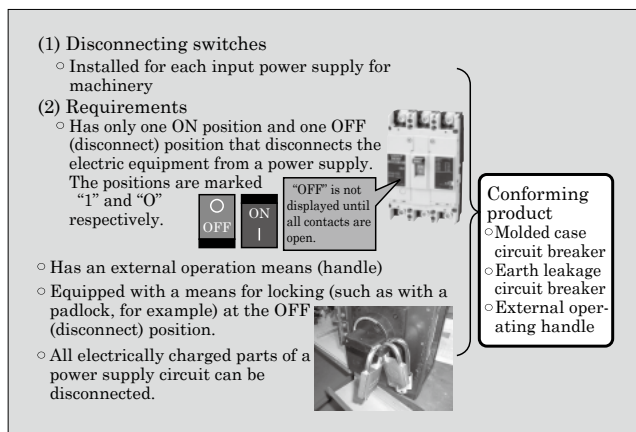 (1) Disconnecting switches
○ Installed for each input power supply for
machinery
(2) Requirements
○ Has only one ON position and one OFF
(disconnect) position that disconnects the
electric equipment from a power supply.
The positions are marked
"1" and "O"
respectively.
O
OFF
ON
|
"OFF" is not
displayed until
all contacts are
open.
○ Has an external operation means (handle)
○ Equipped with a means for locking (such as with a
padlock, for example) at the OFF
(disconnect) position.
○ All electrically charged parts of a
power supply circuit can be
disconnected.
Conforming
product
○ Molded case
circuit breaker
○ Earth leakage
circuit breaker
○ External oper-
ating handle